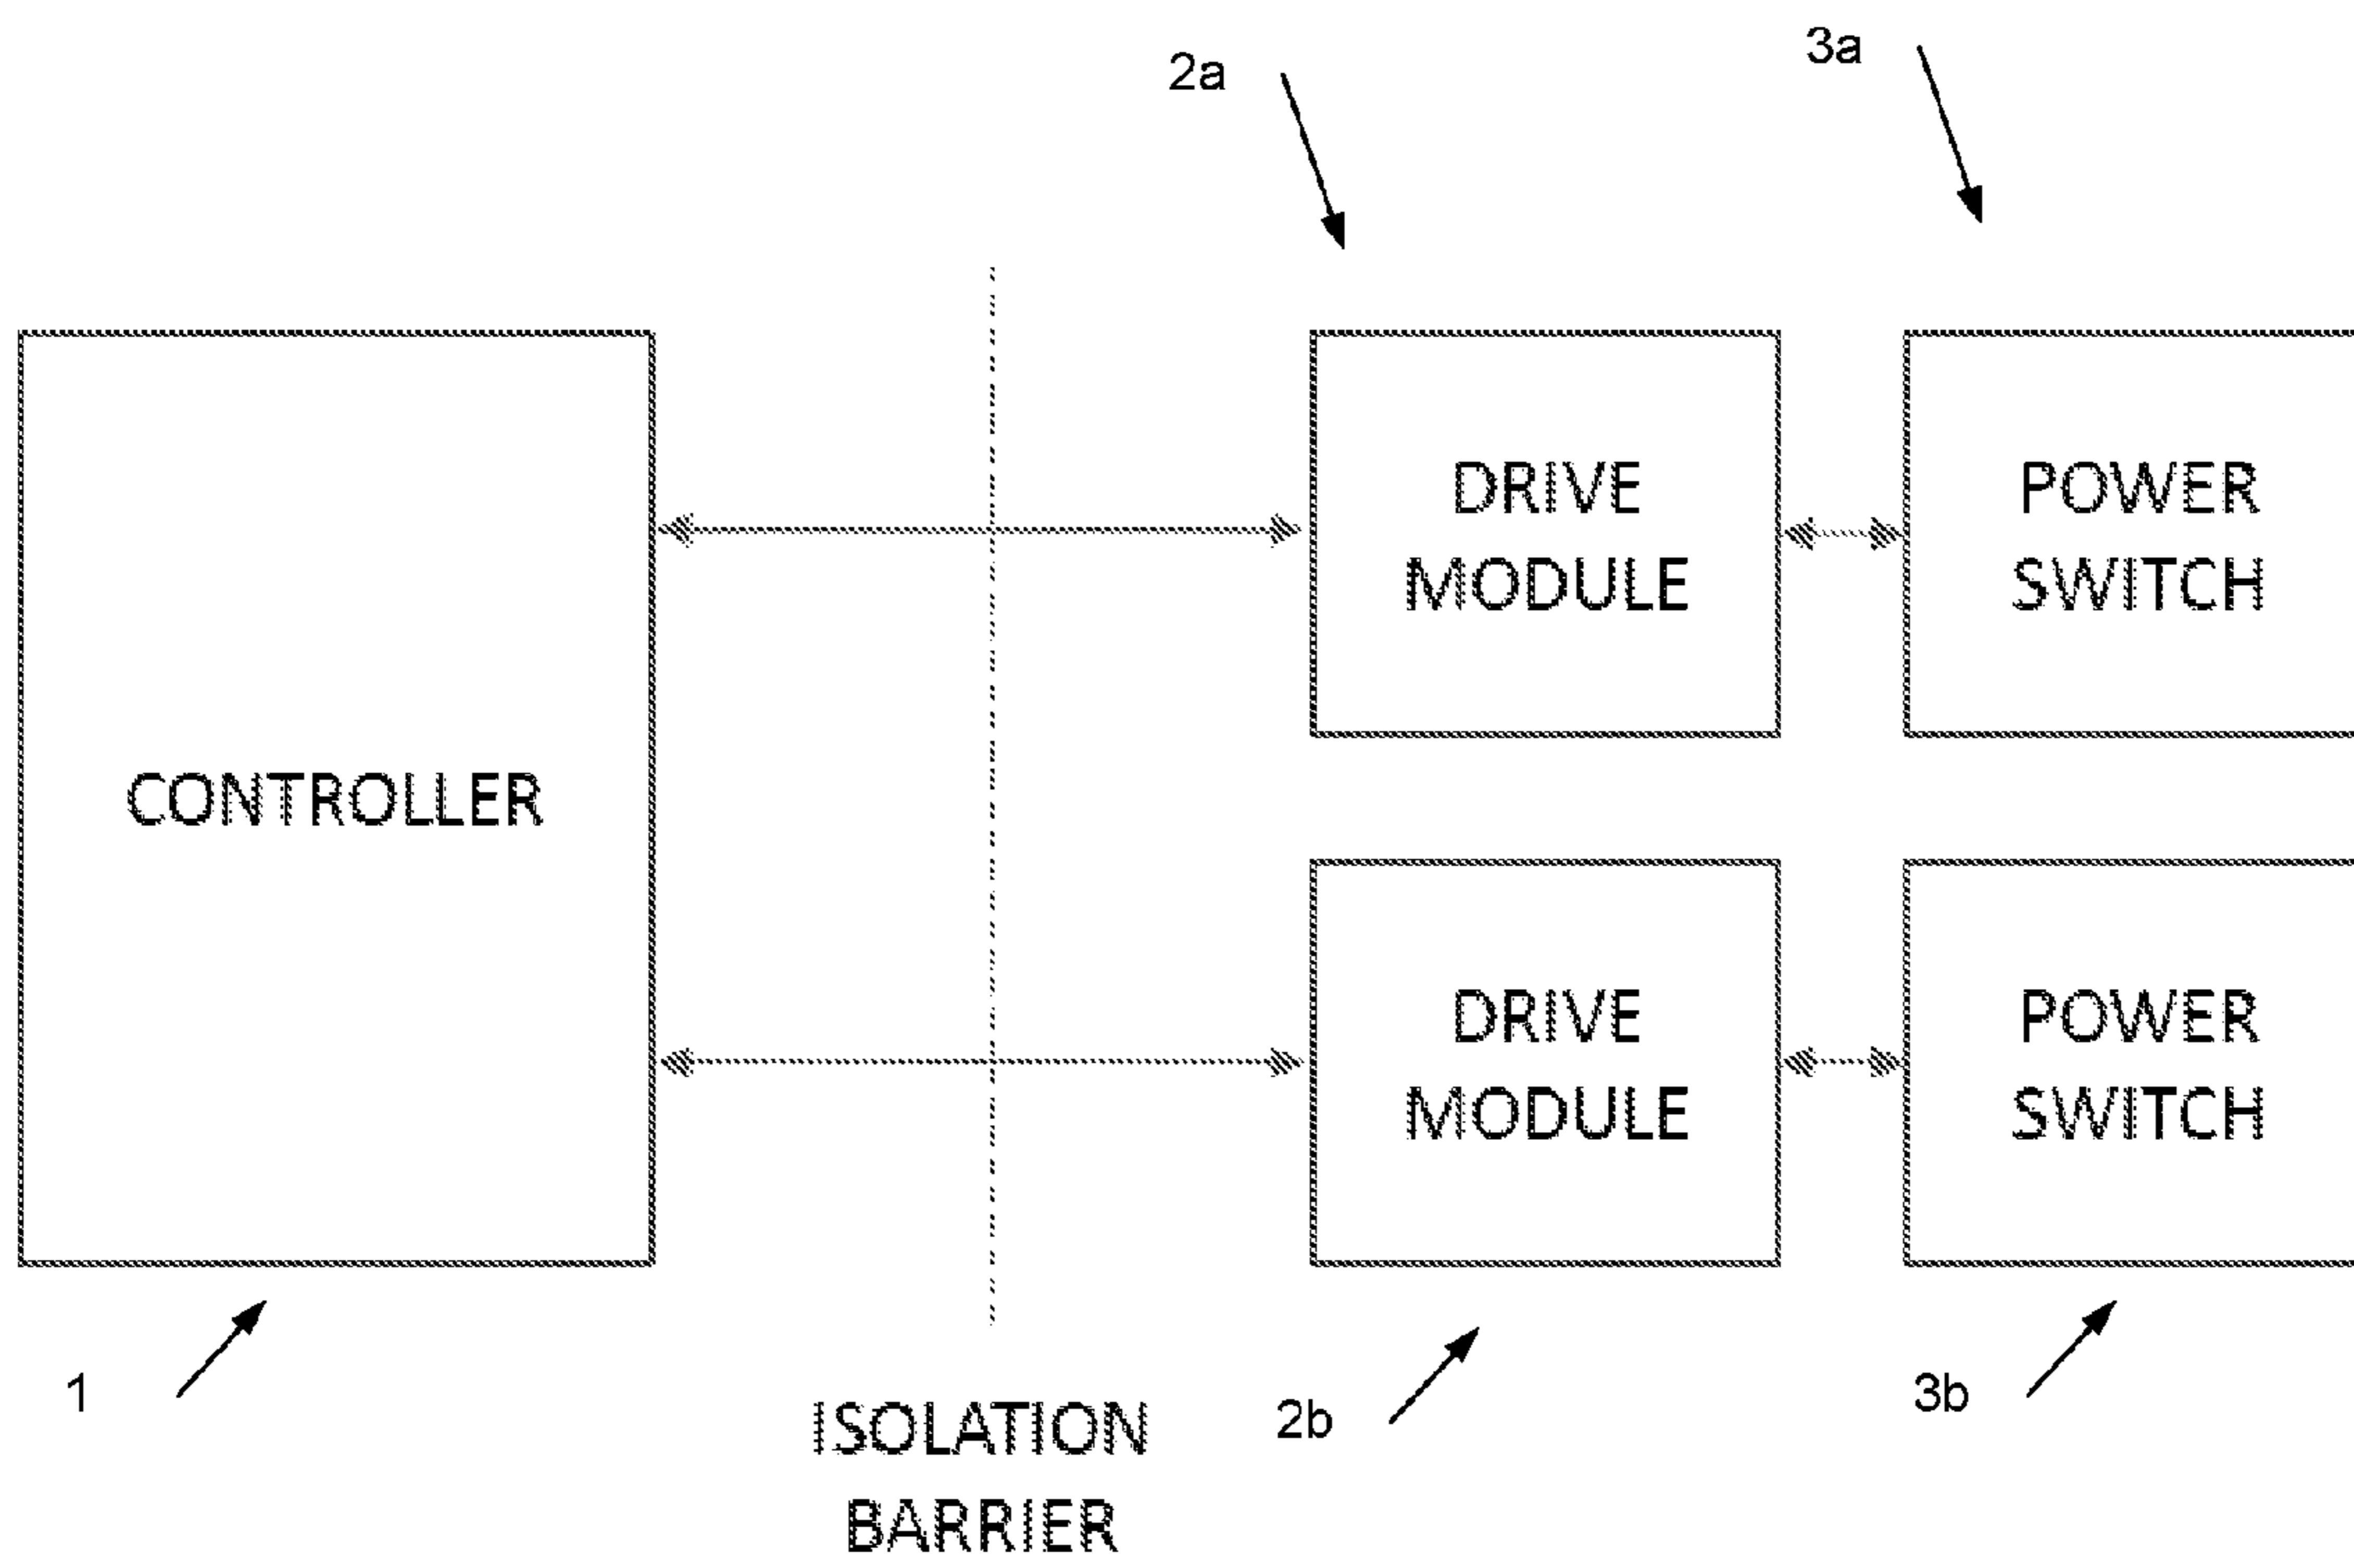 2a
3a
DRIVE
MODULE
POWER
SWITCH
CONTROLLER
DRIVE
MODULE
POWER
SWITCH
1
ISOLATION
BARRIER
2b
3b